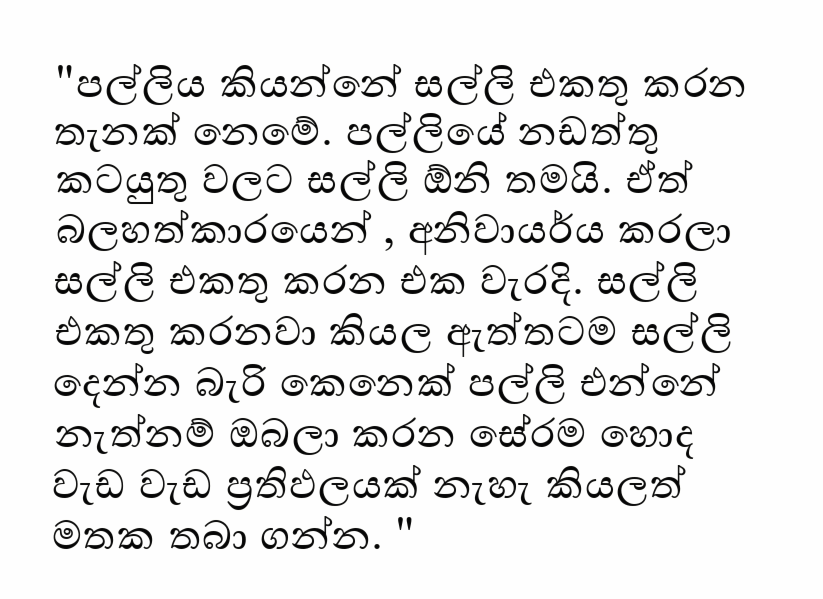 "පල්ලිය කියන්නේ සල්ලි එකතු කරන
තැනක් නෙමේ. පල්ලියේ නඩත්තු
කටයුතු වලට සල්ලි ඕනි තමයි. ඒත්
බලහත්කාරයෙන් , අනිවායර්ය කරලා
සල්ලි එකතු කරන එක වැරදි. සල්ලි
එකතු කරනවා කියල ඇත්තටම සල්ලි
දෙන්න බැරි කෙනෙක් පල්ලි එන්නේ
නැත්නම් ඔබලා කරන සේරම හොද
වැඩ වැඩ ප්‍රතිඵලයක් නැහැ කියලත්
මතක තබා ගන්න. "